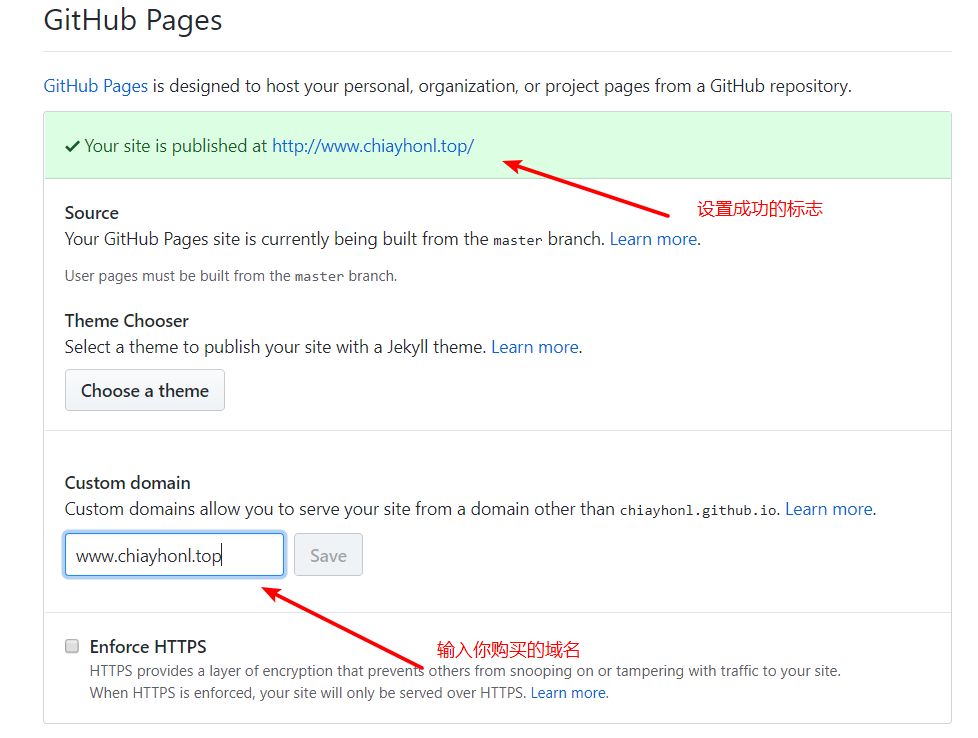 GitHub Pages
GitHub Pages is designed to host your personal, organization, or project pages from a GitHub repository.
Your site is published at http://www.chiayhonl.top/
设置成功的标志
Source
Your GitHub Pages site is currently being built from the master branch. Learn more.
User pages must be built from the master branch.
Theme Chooser
Select a theme to publish your site with a Jekyll theme. Learn more.
Choose a theme
Custom domain
Custom domains allow you to serve your site from a domain other than chiayhonl.github.io. Learn more.
www.chiayhonl.top
Save
Enforce HTTPS
输入你购买的域名
HTTPS provides a layer of encryption that prevents others from snooping on or tampering with traffic to your site.
When HTTPS is enforced, your site will only be served over HTTPS. Learn more.